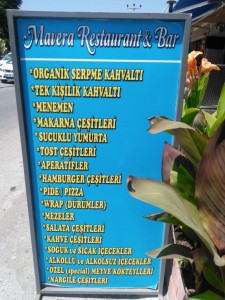 Mavera Restaurant & Bar
*ORGANİK SERPME KAHVALTI
*TEK KİŞİLİK KAHVALTI
*MENEMEN
*MAKARNA ÇEŞİTLERİ
*SUCUKLU YUMURTA
*TOST ÇEŞİTLERİ
*APERATİFLER
*HAMBURGER ÇEŞİTLERİ
*PİDE | PIZZA
*WRAP (DÜRÜMLER)
*MEZELER
*SALATA ÇEŞİTLERİ
*KAHVE ÇEŞİTLERİ
*SOĞUK ve SICAK İÇECEKLER
*ALKOLLÜ ve ALKOLSÜZ İÇECEKLER
*ÖZEL (special) MEYVE KOKTEYLLERİ
*NARGİLE ÇEŞİTLERİ